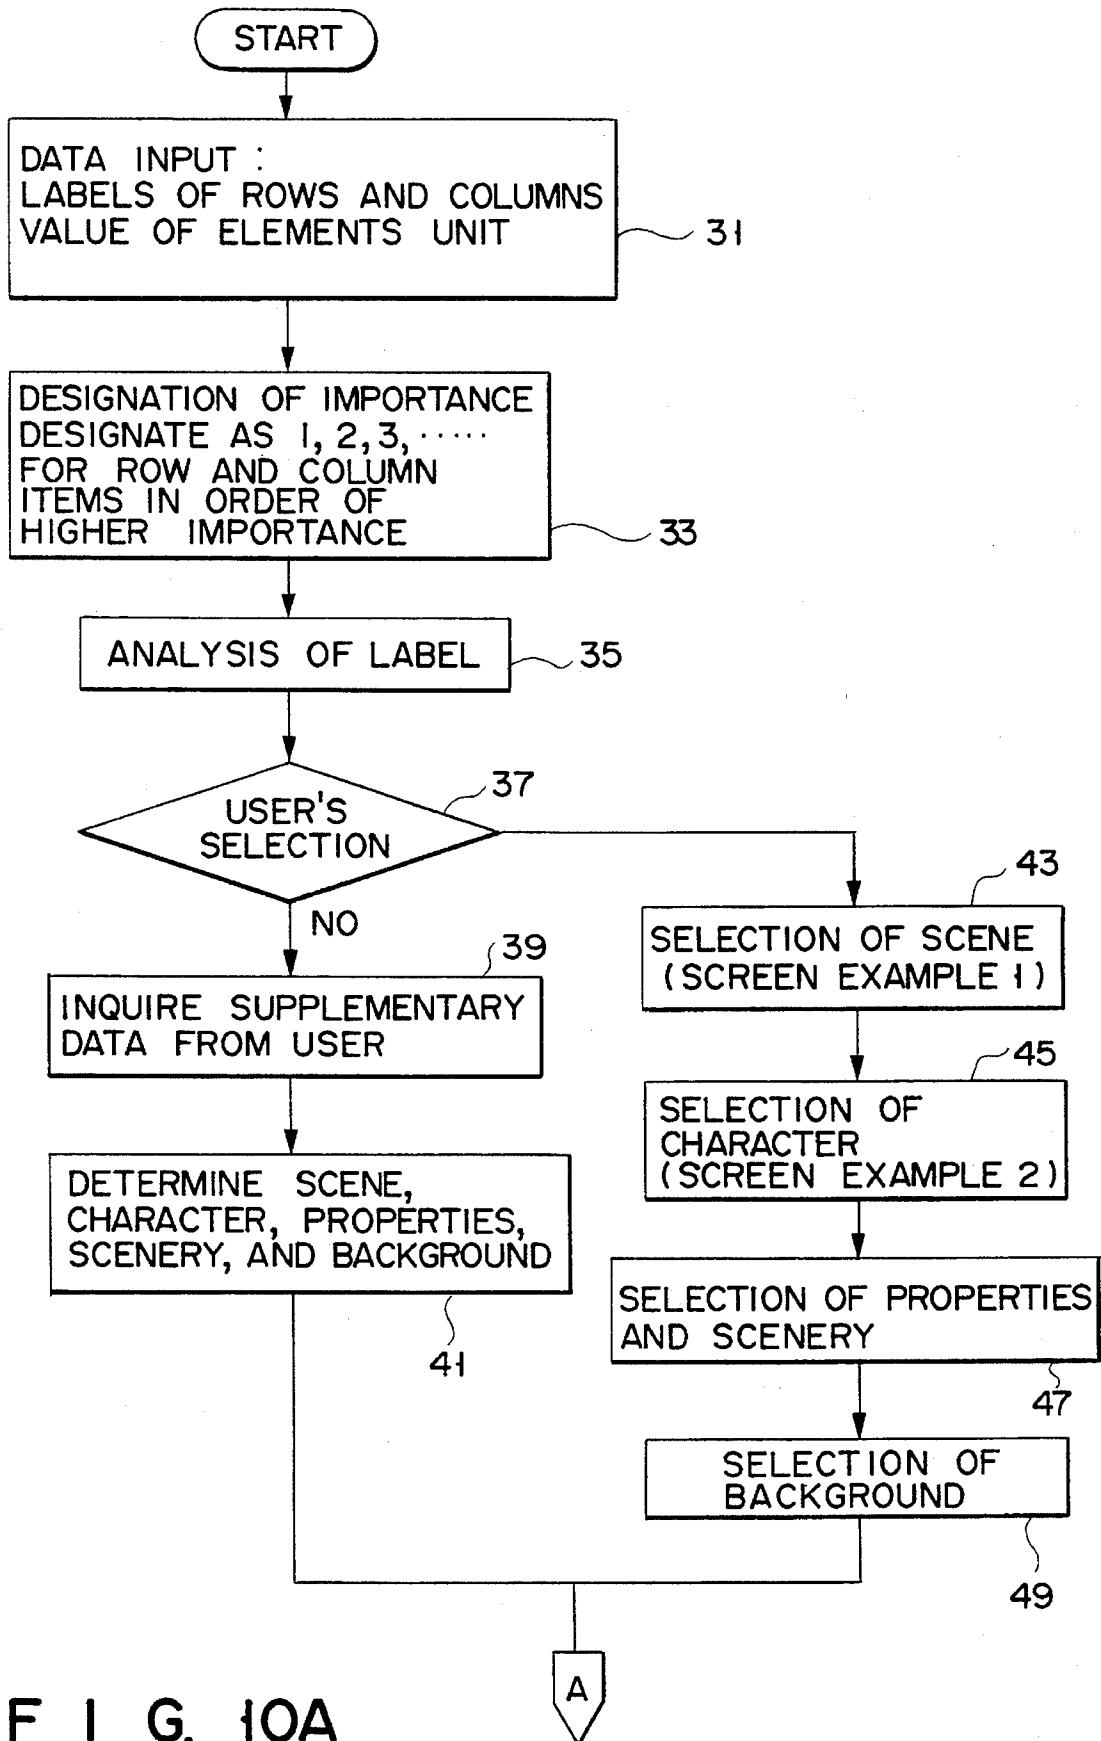 START
DATA INPUT :
LABELS OF ROWS AND COLUMNS
VALUE OF ELEMENTS UNIT
31
DESIGNATION OF IMPORTANCE
DESIGNATE AS 1, 2, 3, ·····
FOR ROW AND COLUMN
ITEMS IN ORDER OF
HIGHER IMPORTANCE
33
ANALYSIS OF LABEL
35
USER'S
SELECTION
37
NO
39
INQUIRE SUPPLEMENTARY
DATA FROM USER
DETERMINE SCENE,
CHARACTER, PROPERTIES,
SCENERY, AND BACKGROUND
41
43
SELECTION OF SCENE
(SCREEN EXAMPLE 1)
45
SELECTION OF
CHARACTER
(SCREEN EXAMPLE 2)
SELECTION OF PROPERTIES
AND SCENERY
47
SELECTION OF
BACKGROUND
49
A
FIG. 10A